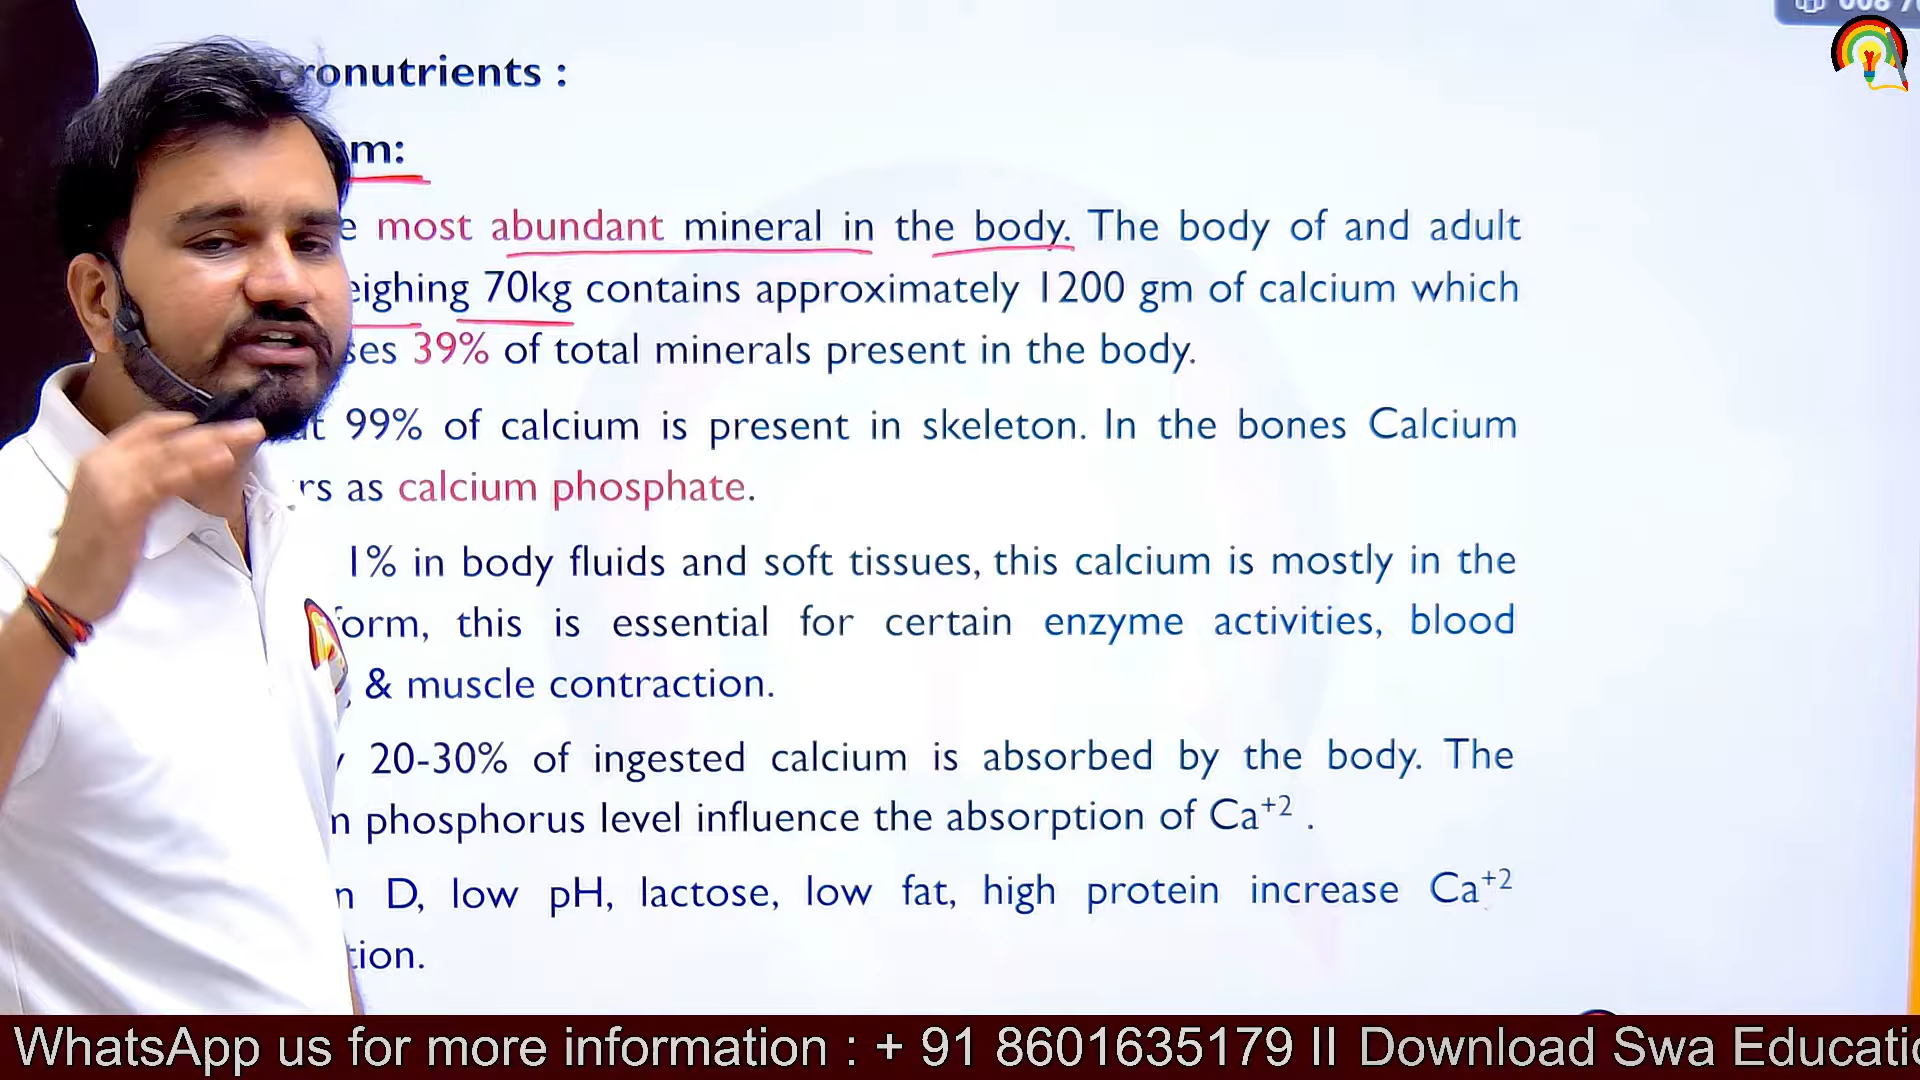 ronutrients :
m:
e most abundant mineral in the body. The body of and adult
eighing 70kg contains approximately 1200 gm of calcium which
ses 39% of total minerals present in the body.
t 99% of calcium is present in skeleton. In the bones Calcium
rs as calcium phosphate.
1% in body fluids and soft tissues, this calcium is mostly in the
form, this is essential for certain enzyme activities, blood
& muscle contraction.
20-30% of ingested calcium is absorbed by the body. The
m phosphorus level influence the absorption of Ca+2 .
n D, low pH, lactose, low fat, high protein increase Ca+2
tion.
WhatsApp us for more information : + 91 8601635179 II Download Swa Educati